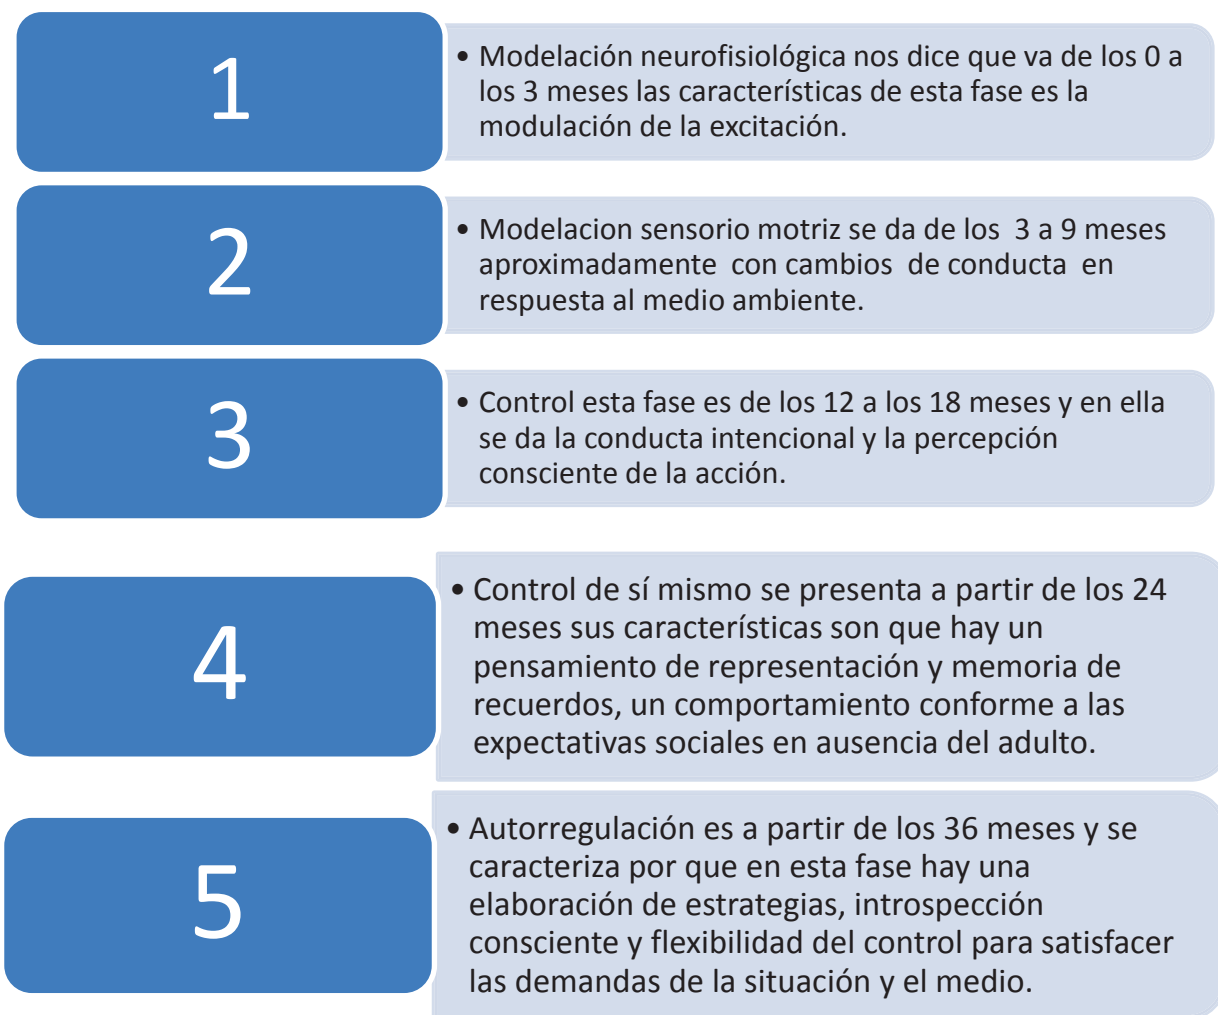 1
• Modelación neurofisiológica nos dice que va de los 0 a
los 3 meses las características de esta fase es la
modulación de la excitación.
2
• Modelacion sensorio motriz se da de los  3 a 9 meses
aproximadamente  con cambios  de conducta  en
respuesta al medio ambiente.
3
• Control esta fase es de los 12 a los 18 meses y en ella
se da la conducta intencional y la percepción
consciente de la acción.
4
• Control de sí mismo se presenta a partir de los 24
meses sus características son que hay un
pensamiento de representación y memoria de
recuerdos, un comportamiento conforme a las
expectativas sociales en ausencia del adulto.
5
• Autorregulación es a partir de los 36 meses y se
caracteriza por que en esta fase hay una
elaboración de estrategias, introspección
consciente y flexibilidad del control para satisfacer
las demandas de la situación y el medio.